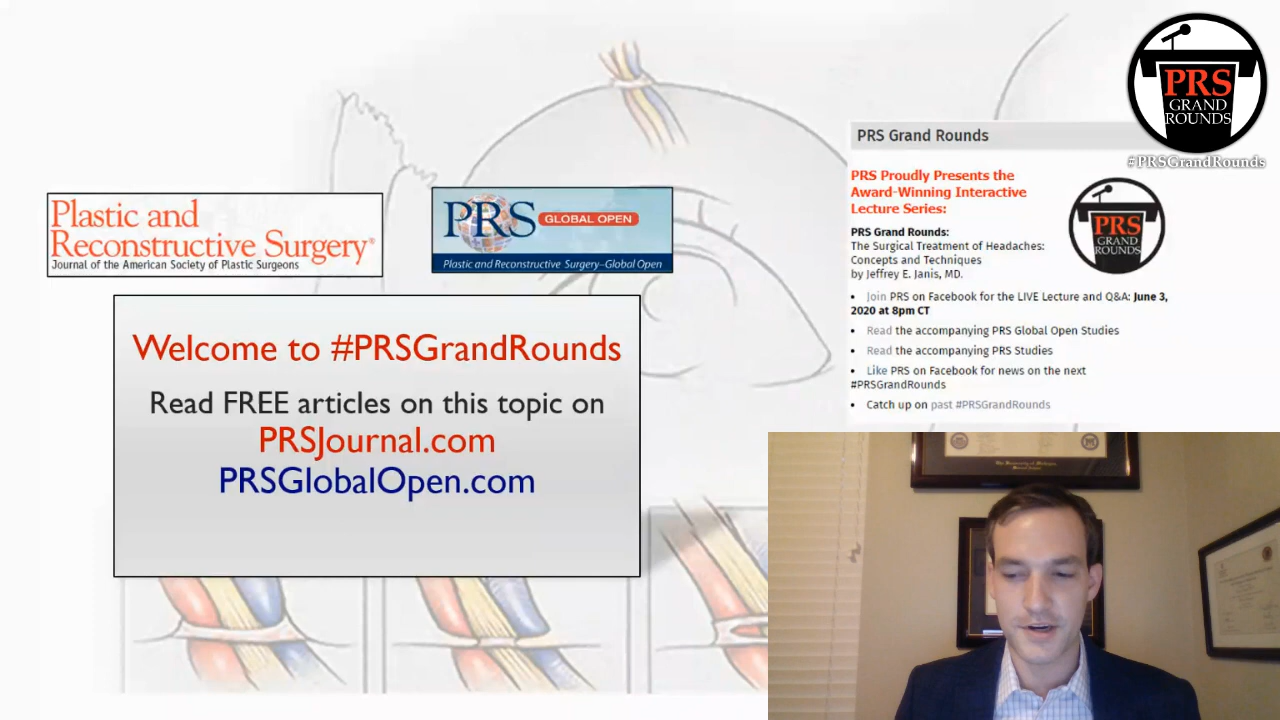 Plastic and
Reconstructive Surgery®
Journal of the American Society of Plastic Surgeons
PRS GLOBAL OPEN
Plastic and Reconstructive Surgery–Global Open
Welcome to #PRSGrandRounds
Read FREE articles on this topic on
PRSJournal.com
PRSGlobalOpen.com
PRS
GRAND
ROUNDS
#PRSGrandRounds
PRS Grand Rounds
PRS Proudly Presents the
Award-Winning Interactive
Lecture Series:
PRS Grand Rounds:
The Surgical Treatment of Headaches:
Concepts and Techniques
by Jeffrey E. Janis, MD.
PRS
GRAND
ROUNDS
• Join PRS on Facebook for the LIVE Lecture and Q&A: June 3,
2020 at 8pm CT
• Read the accompanying PRS Global Open Studies
• Read the accompanying PRS Studies
• Like PRS on Facebook for news on the next
#PRSGrandRounds
• Catch up on past #PRSGrandRounds